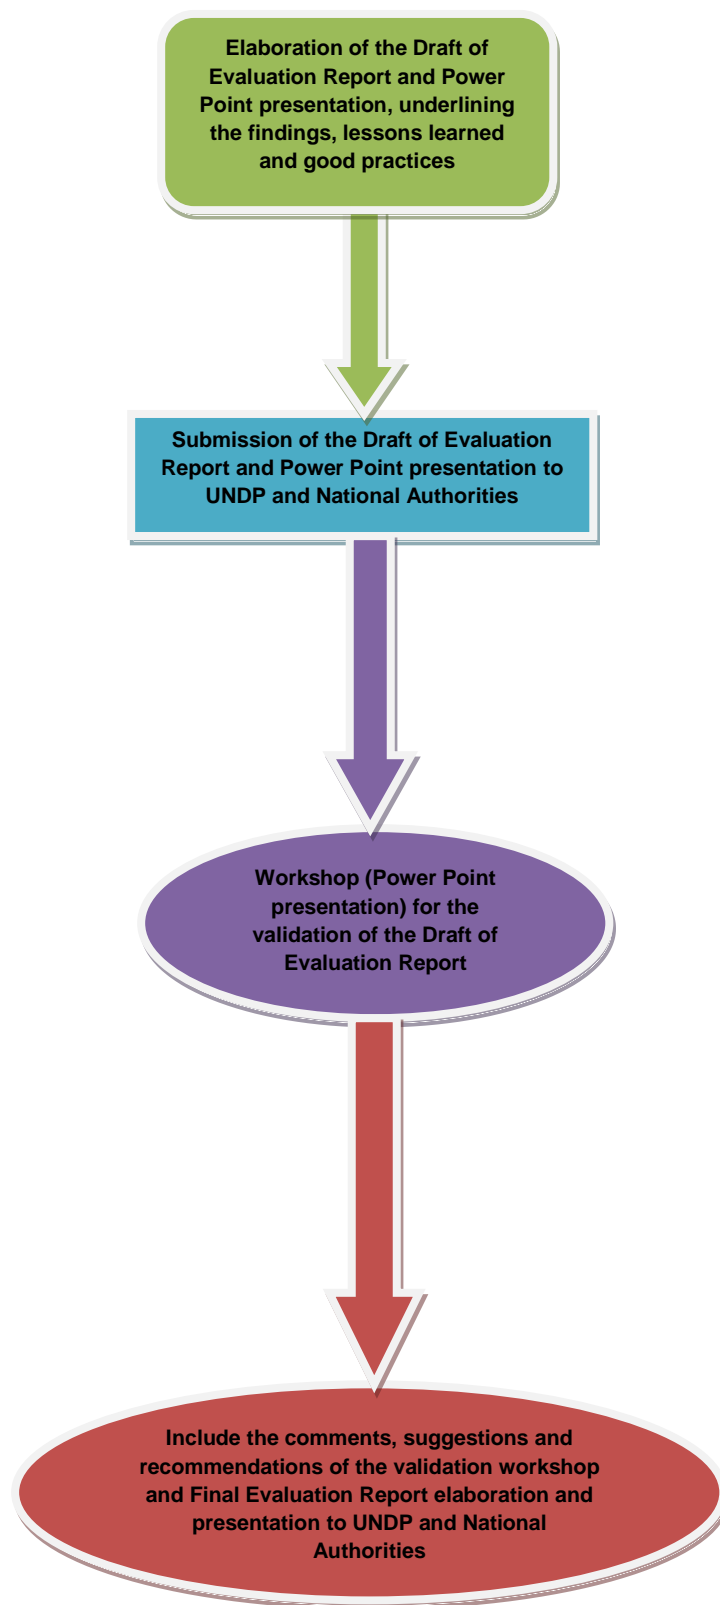 Elaboration of the Draft of
Evaluation Report and Power
Point presentation, underlining
the findings, lessons learned
and good practices
Submission of the Draft of Evaluation
Report and Power Point presentation to
UNDP and National Authorities
Workshop (Power Point
presentation) for the
validation of the Draft of
Evaluation Report
Include the comments, suggestions and
recommendations of the validation workshop
and Final Evaluation Report elaboration and
presentation to UNDP and National
Authorities